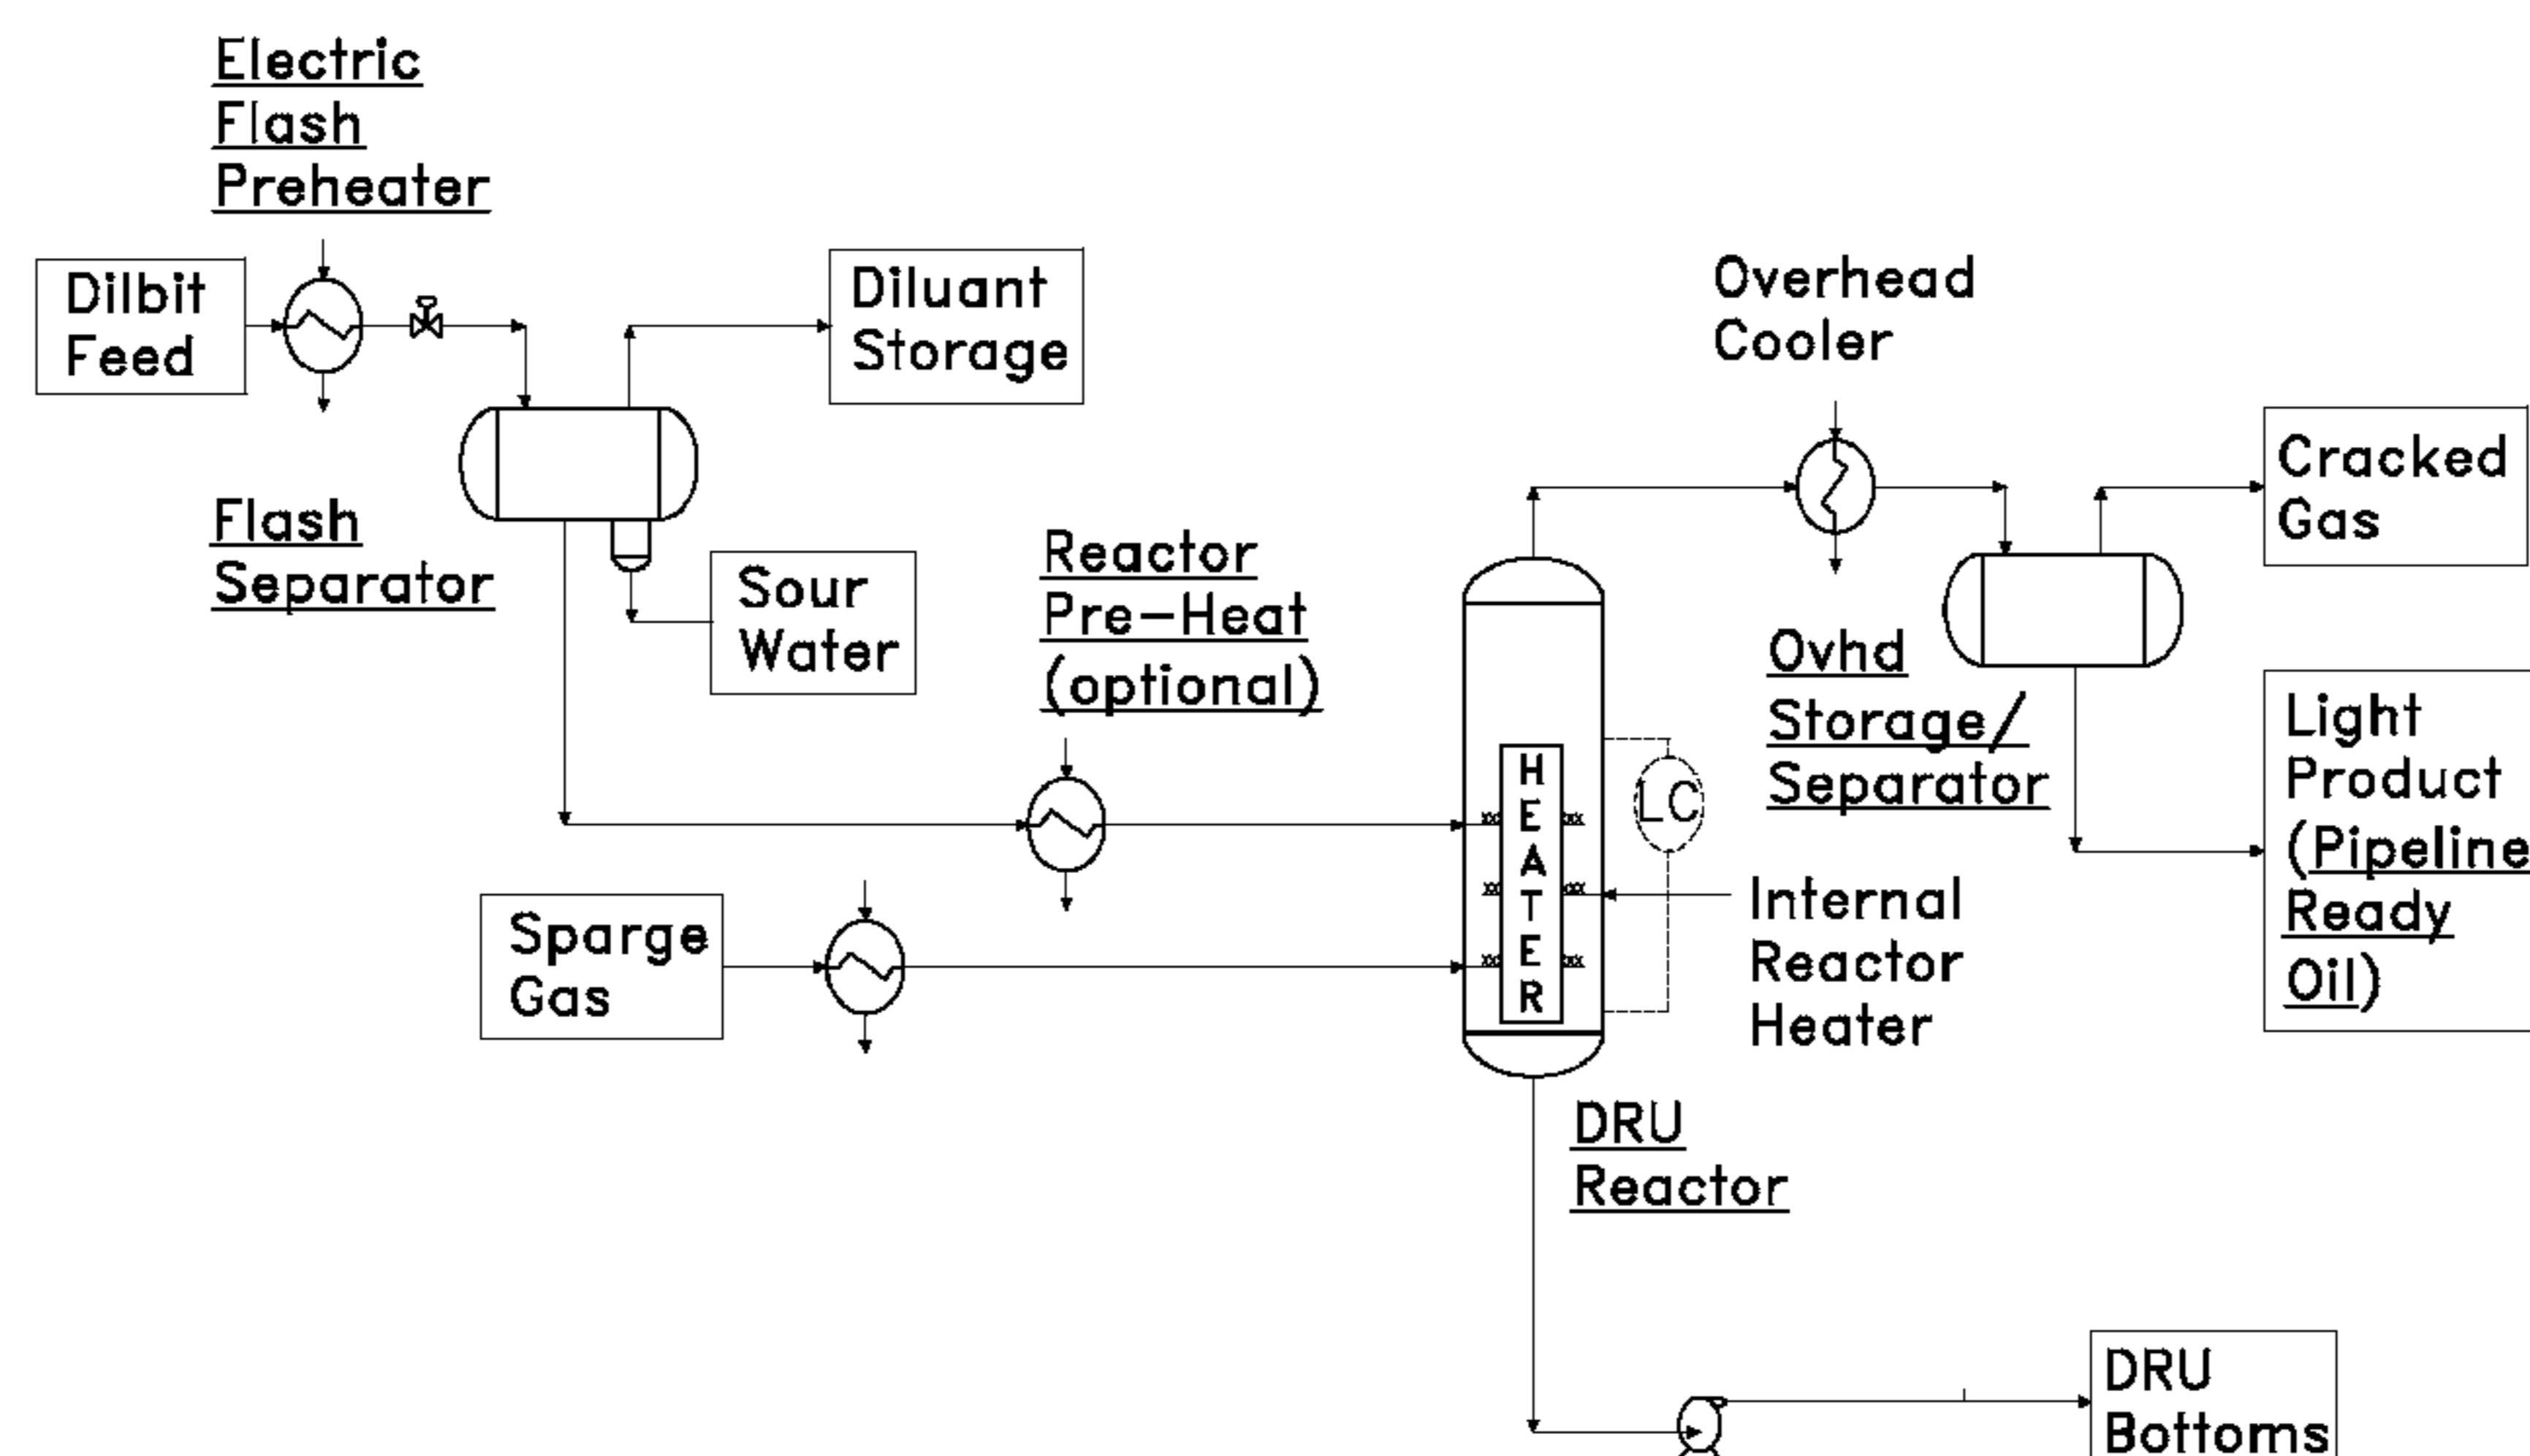 Electric
Flash
Preheater
Dilbit
Feed
Diluant
Storage
Flash
Separator
Sour
Water
Reactor
Pre-Heat
(optional)
Sparge
Gas
Overhead
Cooler
Cracked
Gas
Ovhd
Storage/
Separator
Light
Product
(Pipeline
Ready
Oil)
HEATER
LC
Internal
Reactor
Heater
DRU
Reactor
DRU
Bottoms